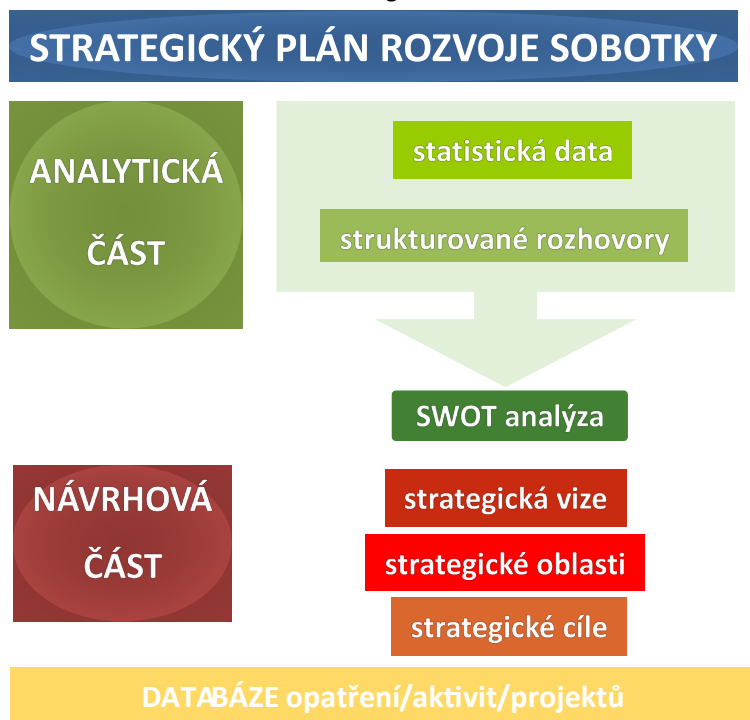 STRATEGICKÝ PLÁN ROZVOJE SOBOTKY
ANALYTICKÁ
ČÁST
statistická data
strukturované rozhovory
SWOT analýza
NÁVRHOVÁ
ČÁST
strategická vize
strategické oblasti
strategické cíle
DATABÁZE opatření/aktivit/projektů